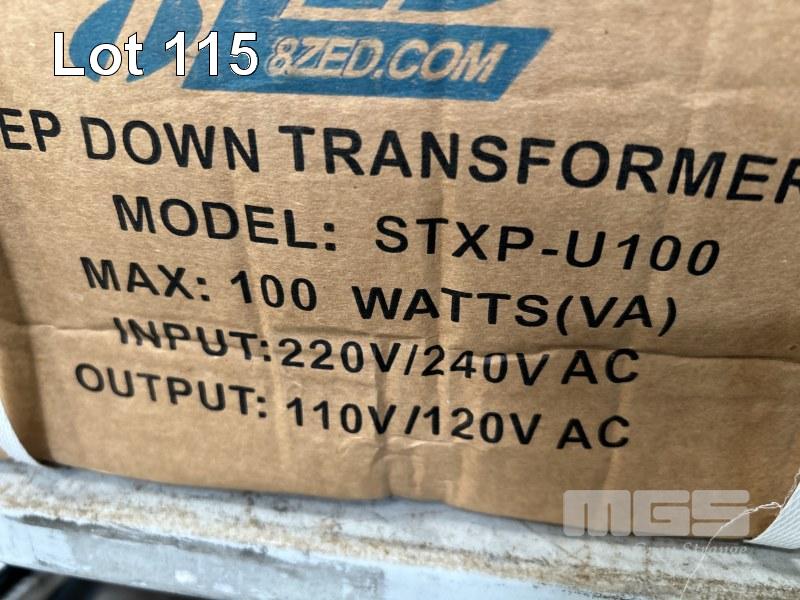 Lot 115
8ZED.COM
EP DOWN TRANSFORMER
MODEL: STXP-U100
MAX: 100 WATTS(VA)
INPUT:220V/240V AC
OUTPUT: 110V/120V AC
MGS